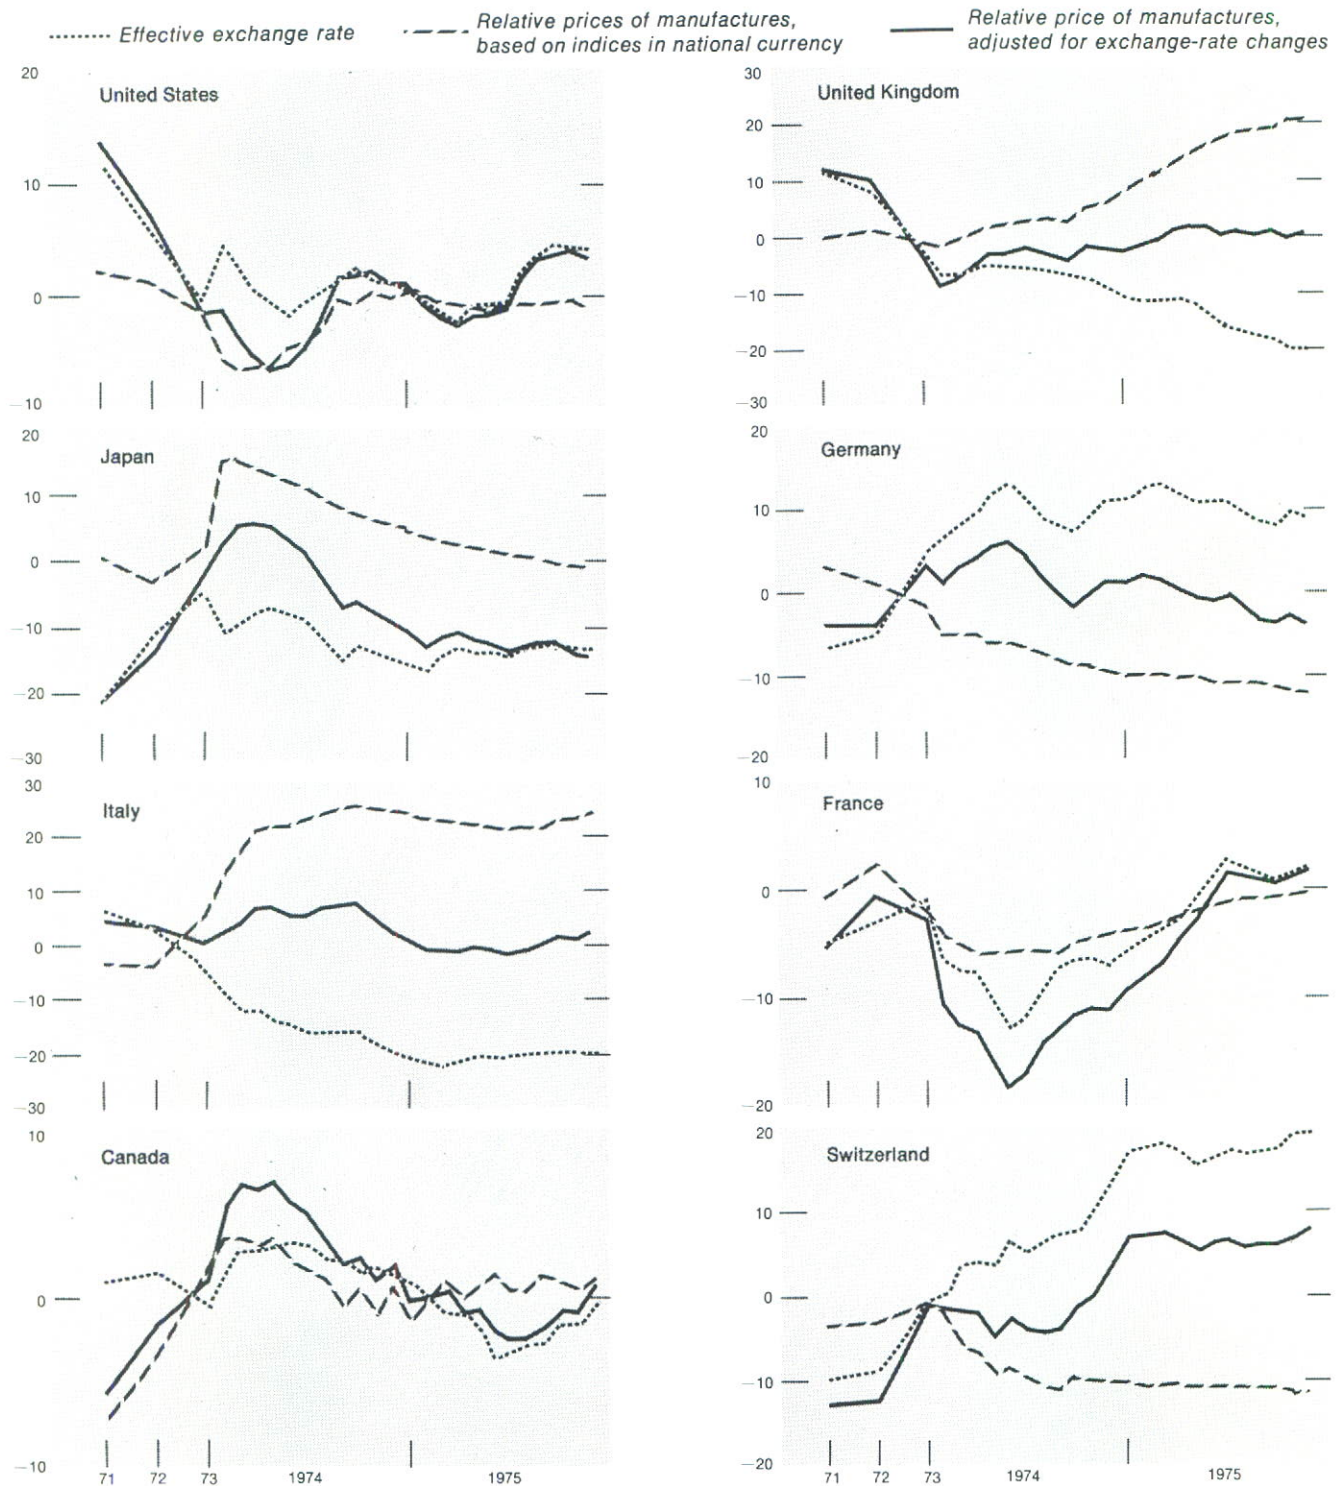 Effective exchange rate
Relative prices of manufactures,
based on indices in national currency
Relative price of manufactures,
adjusted for exchange-rate changes
20
United States
10
0
–10
30
United Kingdom
20
10
0
–10
–20
–30
20
Japan
10
0
–10
–20
–30
20
Germany
10
0
–10
–20
30
Italy
20
10
0
–10
–20
–30
10
France
0
–10
–20
10
Canada
0
–10
71 72 73 1974 1975
20
Switzerland
10
0
–10
–20
71 72 73 1974 1975